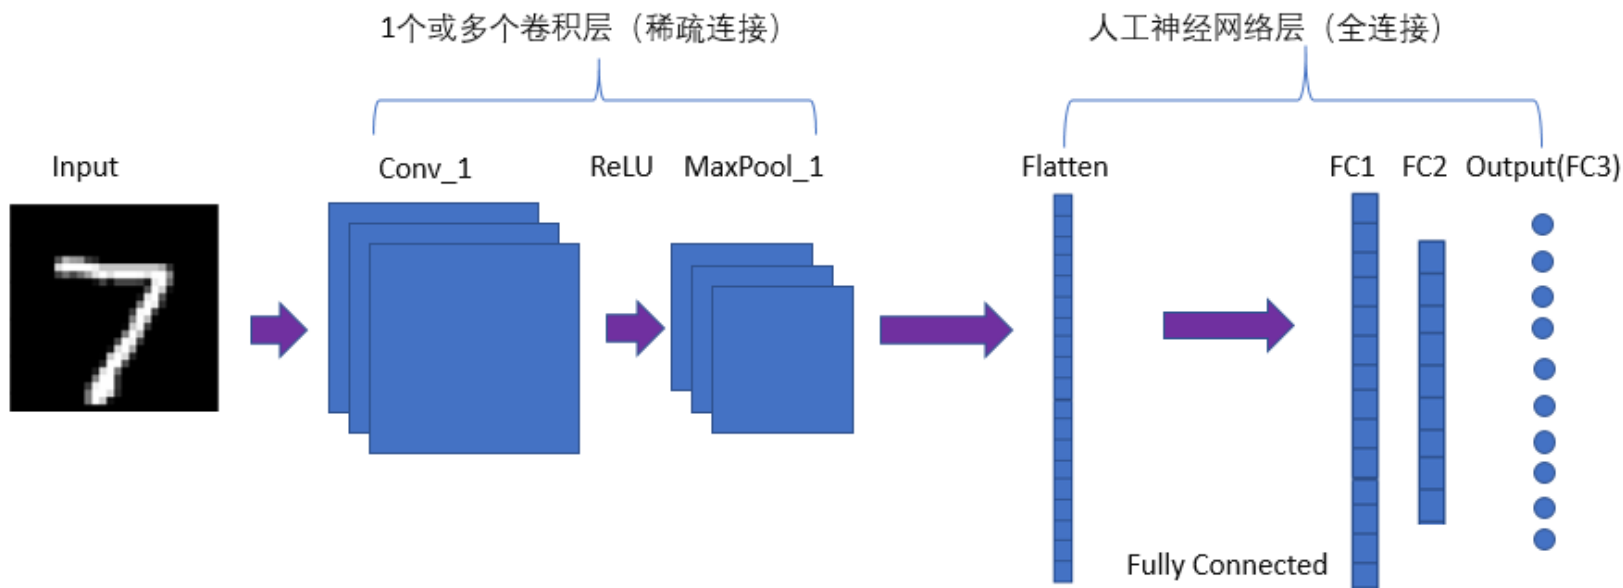 1个或多个卷积层（稀疏连接）
人工神经网络层（全连接）
Input
Conv_1
ReLU
MaxPool_1
Flatten
FC1
FC2
Output(FC3)
Fully Connected